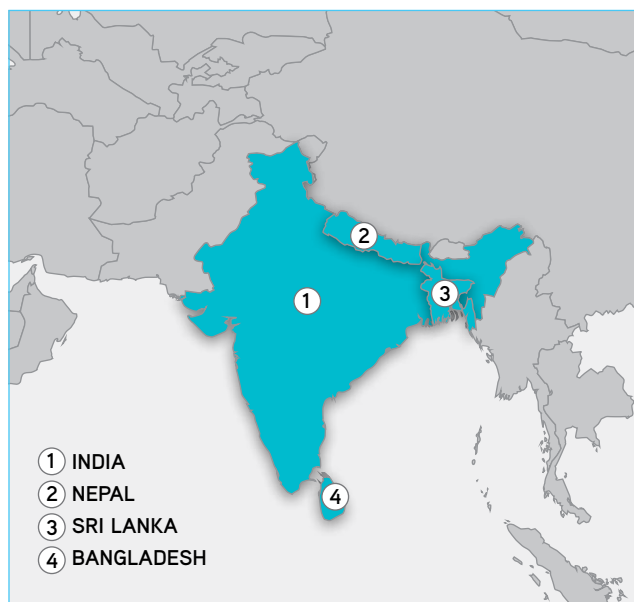 1
2
3
4
1 INDIA
2 NEPAL
3 SRI LANKA
4 BANGLADESH